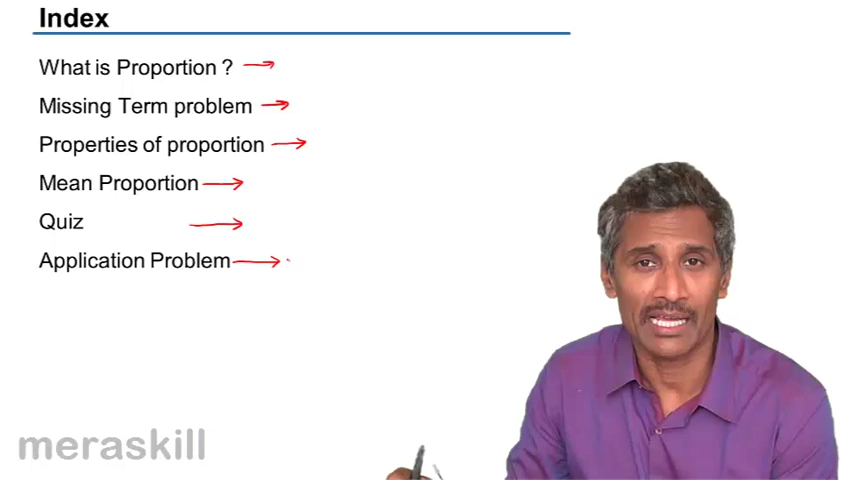 Index
What is Proportion ?
Missing Term problem
Properties of proportion
Mean Proportion
Quiz
Application Problem
meraskill